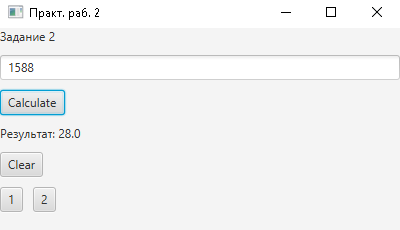 Практ. раб. 2
Задание 2
1588
Calculate
Результат: 28.0
Clear
1 2